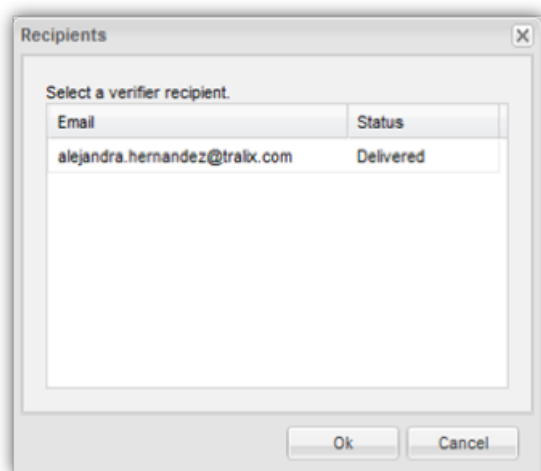 Recipients
Select a verifier recipient.
Email Status
alejandra.hernandez@tralix.com Delivered
Ok Cancel